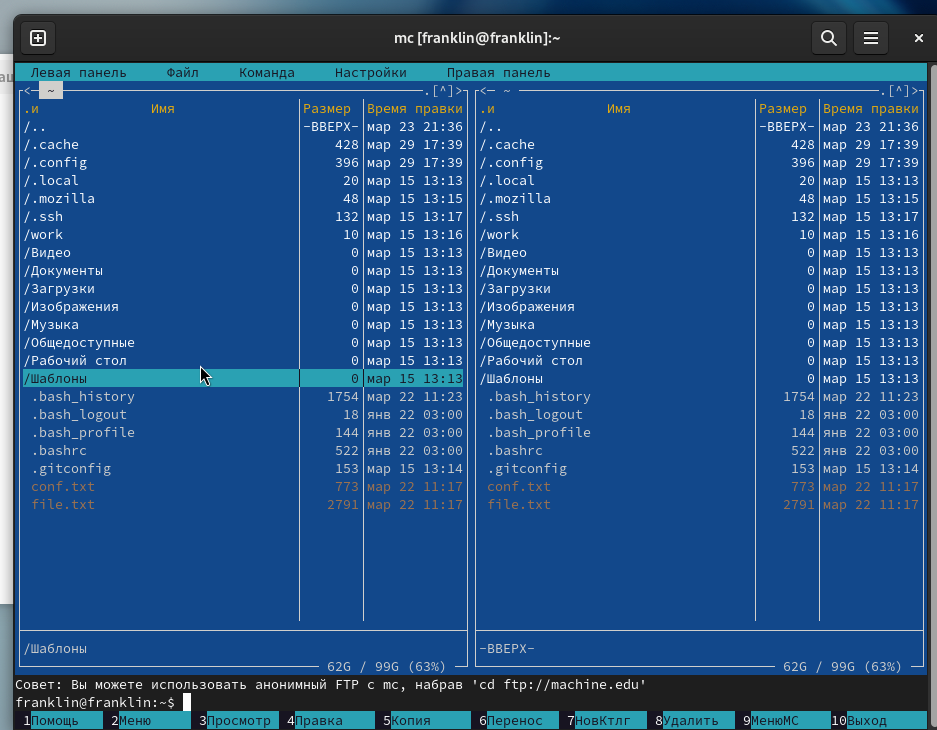 mc [franklin@franklin]:~
Левая панель Файл Команда Настройки Правая панель
<─ ~ ─.[^]> <─ ~ ─.[^]>
.и Имя Размер Время правки .и Имя Размер Время правки
/.. -ВВЕРХ- мар 23 21:36 /.. -ВВЕРХ- мар 23 21:36
/.cache 428 мар 29 17:39 /.cache 428 мар 29 17:39
/.config 396 мар 29 17:39 /.config 396 мар 29 17:39
/.local 20 мар 15 13:13 /.local 20 мар 15 13:13
/.mozilla 48 мар 15 13:15 /.mozilla 48 мар 15 13:15
/.ssh 132 мар 15 13:17 /.ssh 132 мар 15 13:17
/work 10 мар 15 13:16 /work 10 мар 15 13:16
/Видео 0 мар 15 13:13 /Видео 0 мар 15 13:13
/Документы 0 мар 15 13:13 /Документы 0 мар 15 13:13
/Загрузки 0 мар 15 13:13 /Загрузки 0 мар 15 13:13
/Изображения 0 мар 15 13:13 /Изображения 0 мар 15 13:13
/Музыка 0 мар 15 13:13 /Музыка 0 мар 15 13:13
/Общедоступные 0 мар 15 13:13 /Общедоступные 0 мар 15 13:13
/Рабочий стол 0 мар 15 13:13 /Рабочий стол 0 мар 15 13:13
/Шаблоны 0 мар 15 13:13 /Шаблоны 0 мар 15 13:13
.bash_history 1754 мар 22 11:23 .bash_history 1754 мар 22 11:23
.bash_logout 18 янв 22 03:00 .bash_logout 18 янв 22 03:00
.bash_profile 144 янв 22 03:00 .bash_profile 144 янв 22 03:00
.bashrc 522 янв 22 03:00 .bashrc 522 янв 22 03:00
.gitconfig 153 мар 15 13:14 .gitconfig 153 мар 15 13:14
conf.txt 773 мар 22 11:17 conf.txt 773 мар 22 11:17
file.txt 2791 мар 22 11:17 file.txt 2791 мар 22 11:17
/Шаблоны -ВВЕРХ-
62G / 99G (63%) 62G / 99G (63%)
Совет: Вы можете использовать анонимный FTP с mc, набрав 'cd ftp://machine.edu'
franklin@franklin:~$
1Помощь 2Меню 3Просмотр 4Правка 5Копия 6Перенос 7НовКтлг 8Удалить 9МенюМС 10Выход